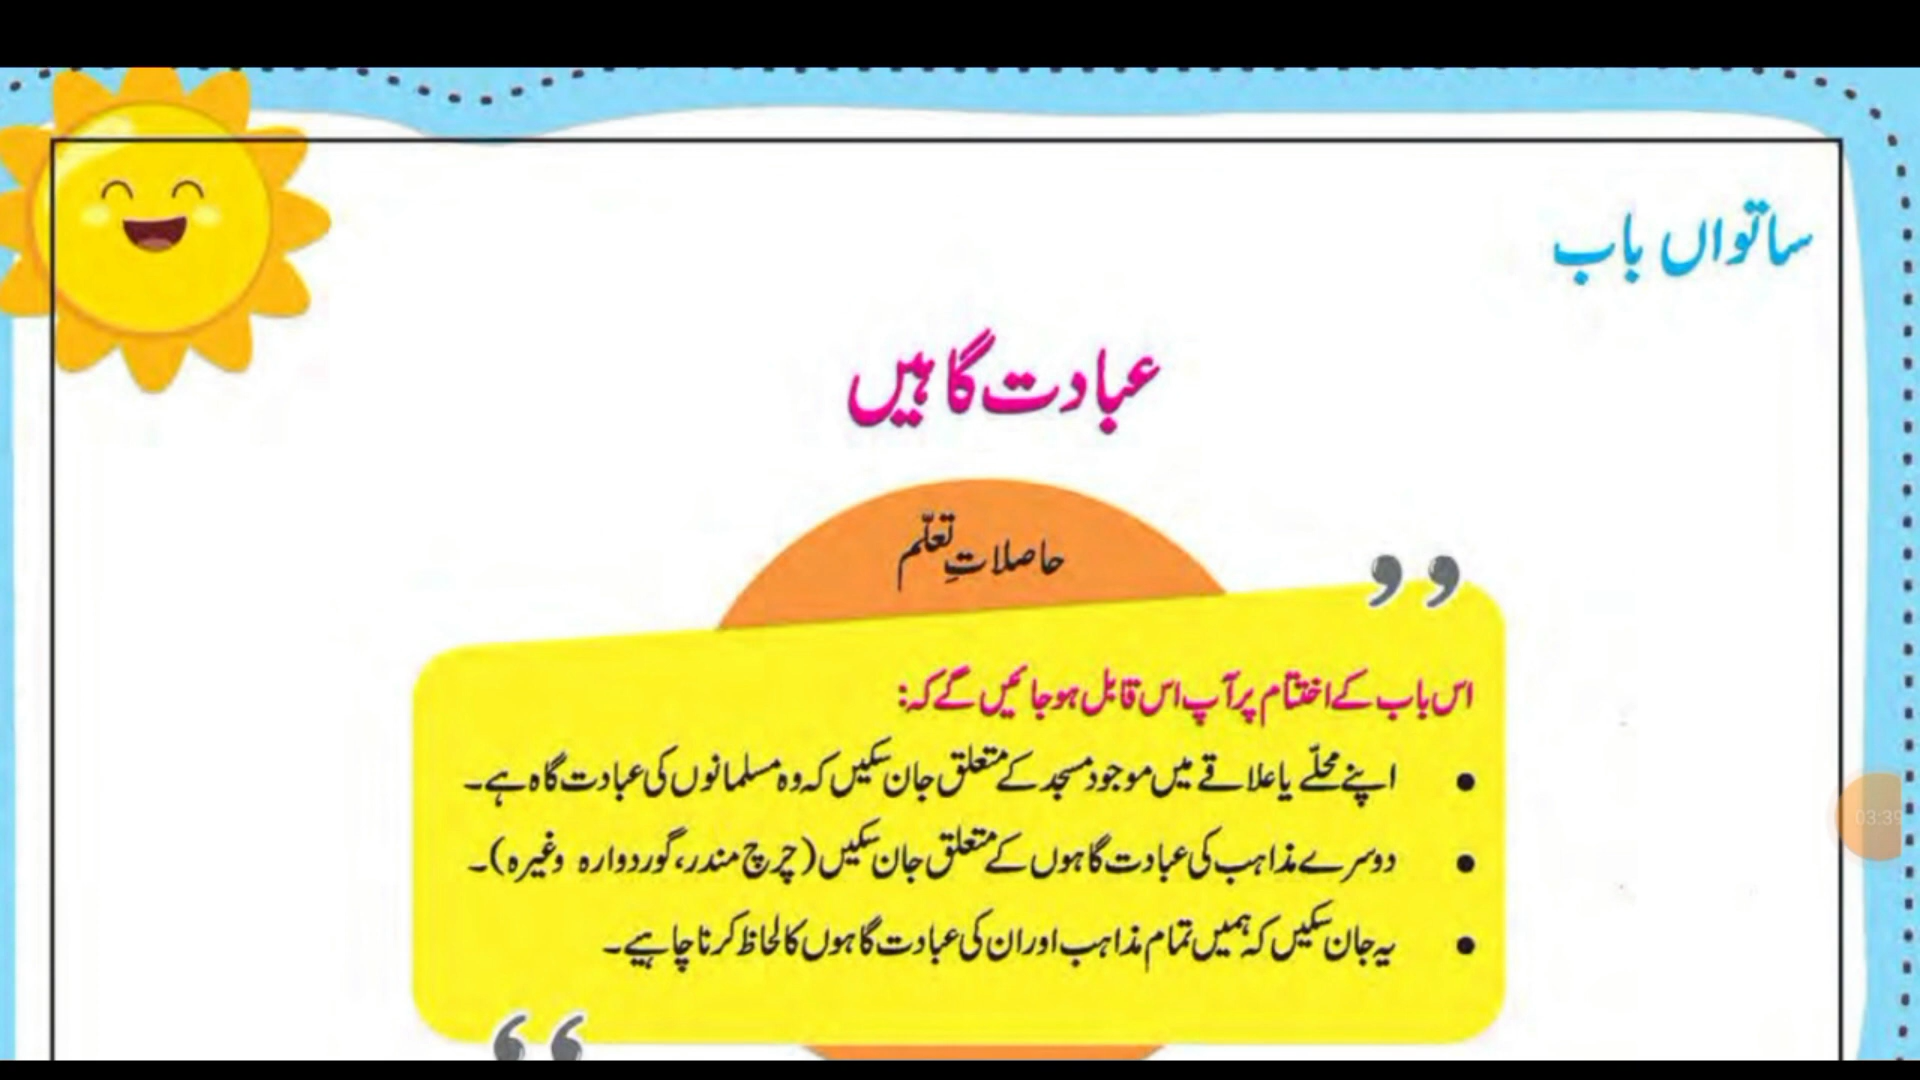 ساتواں باب
عبادت گاہیں
حاصلاتِ تعلّم
اس باب کے اختتام پر آپ اس قابل ہو جائیں گے کہ:
• اپنے محلّے یا علاقے میں موجود مسجد کے متعلق جان سکیں کہ وہ مسلمانوں کی عبادت گاہ ہے۔
• دوسرے مذاہب کی عبادت گاہوں کے متعلق جان سکیں (چرچ مندر، گوردوارہ وغیرہ)۔
• یہ جان سکیں کہ ہمیں تمام مذاہب اور ان کی عبادت گاہوں کا لحاظ کرنا چاہیے۔
03:39